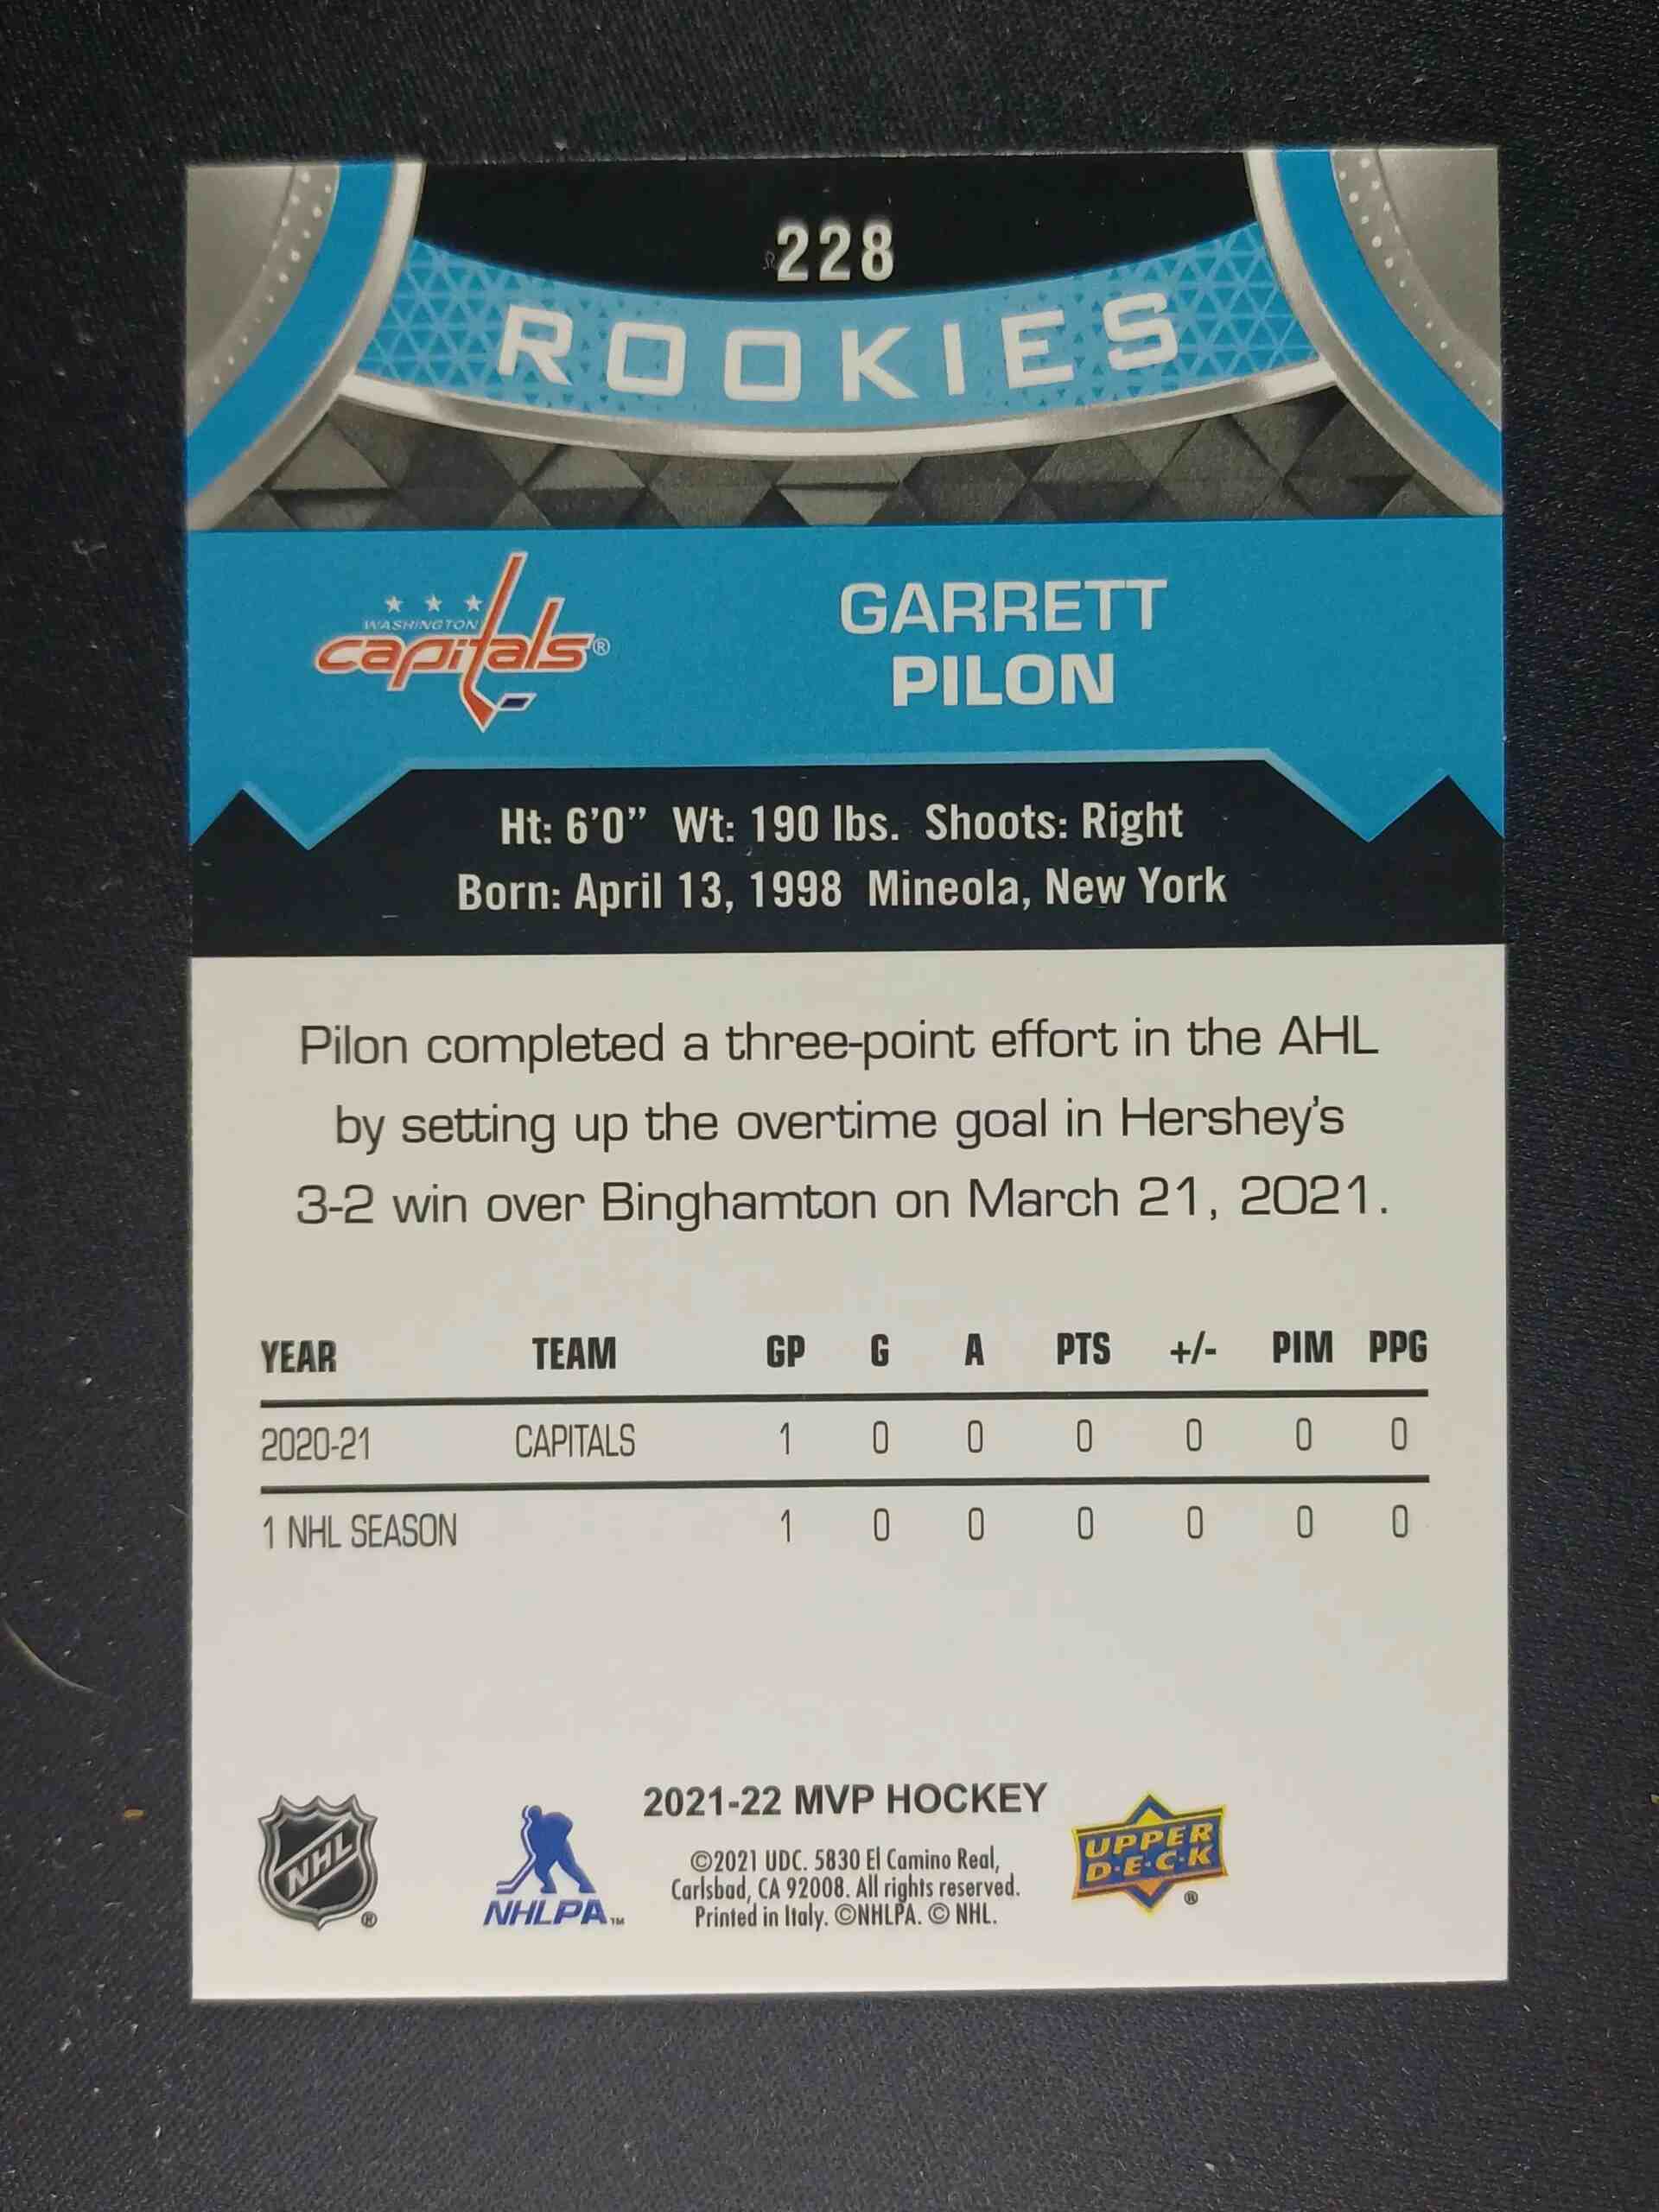 228
ROOKIES
WASHINGTON
capitals®
GARRETT
PILON
Ht: 6’0” Wt: 190 lbs. Shoots: Right
Born: April 13, 1998 Mineola, New York
Pilon completed a three-point effort in the AHL
by setting up the overtime goal in Hershey's
3-2 win over Binghamton on March 21, 2021.
YEAR TEAM GP G A PTS +/- PIM PPG
2020-21 CAPITALS 1 0 0 0 0 0 0
1 NHL SEASON 1 0 0 0 0 0 0
NHL®
NHLPA™
2021-22 MVP HOCKEY
©2021 UDC. 5830 El Camino Real,
Carlsbad, CA 92008. All rights reserved.
Printed in Italy. ©NHLPA. © NHL.
UPPER
D·E·C·K
®